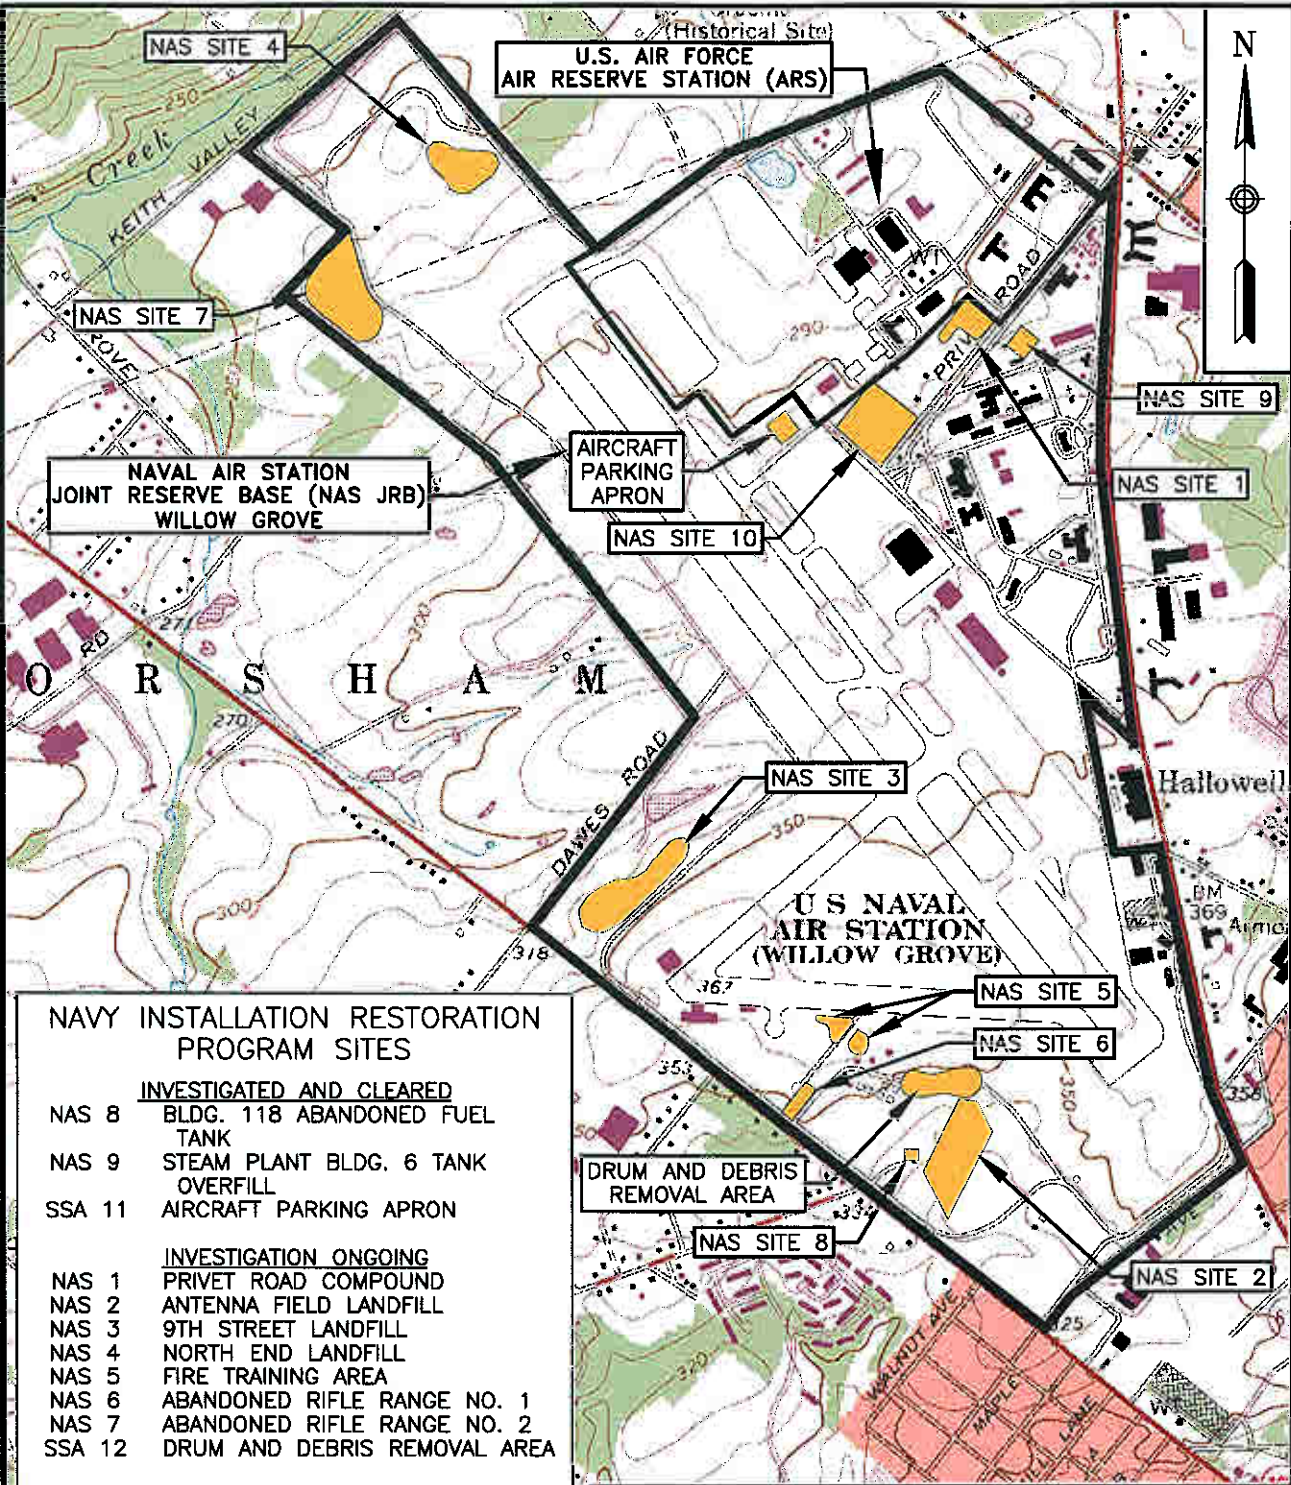 (Historical Site)
NAS SITE 4
U.S. AIR FORCE
AIR RESERVE STATION (ARS)
N
250
Creek
KEITH VALLEY
NAS SITE 7
WT
ROAD
290
NAS SITE 9
AIRCRAFT
PARKING
APRON
NAVAL AIR STATION
JOINT RESERVE BASE (NAS JRB)
WILLOW GROVE
NAS SITE 1
NAS SITE 10
300
271
RD
O R S H A M
270
DAWES ROAD
NAS SITE 3
Hallowell
350
300
U S NAVAL
AIR STATION
(WILLOW GROVE)
BM
369
318
367
NAS SITE 5
NAS SITE 6
353
350
358
DRUM AND DEBRIS
REMOVAL AREA
NAS SITE 8
NAS SITE 2
325
320
WALNUT AVE
MAPLE
LANE
NAVY INSTALLATION RESTORATION
PROGRAM SITES
INVESTIGATED AND CLEARED
NAS 8 BLDG. 118 ABANDONED FUEL
TANK
NAS 9 STEAM PLANT BLDG. 6 TANK
OVERFILL
SSA 11 AIRCRAFT PARKING APRON
INVESTIGATION ONGOING
NAS 1 PRIVET ROAD COMPOUND
NAS 2 ANTENNA FIELD LANDFILL
NAS 3 9TH STREET LANDFILL
NAS 4 NORTH END LANDFILL
NAS 5 FIRE TRAINING AREA
NAS 6 ABANDONED RIFLE RANGE NO. 1
NAS 7 ABANDONED RIFLE RANGE NO. 2
SSA 12 DRUM AND DEBRIS REMOVAL AREA